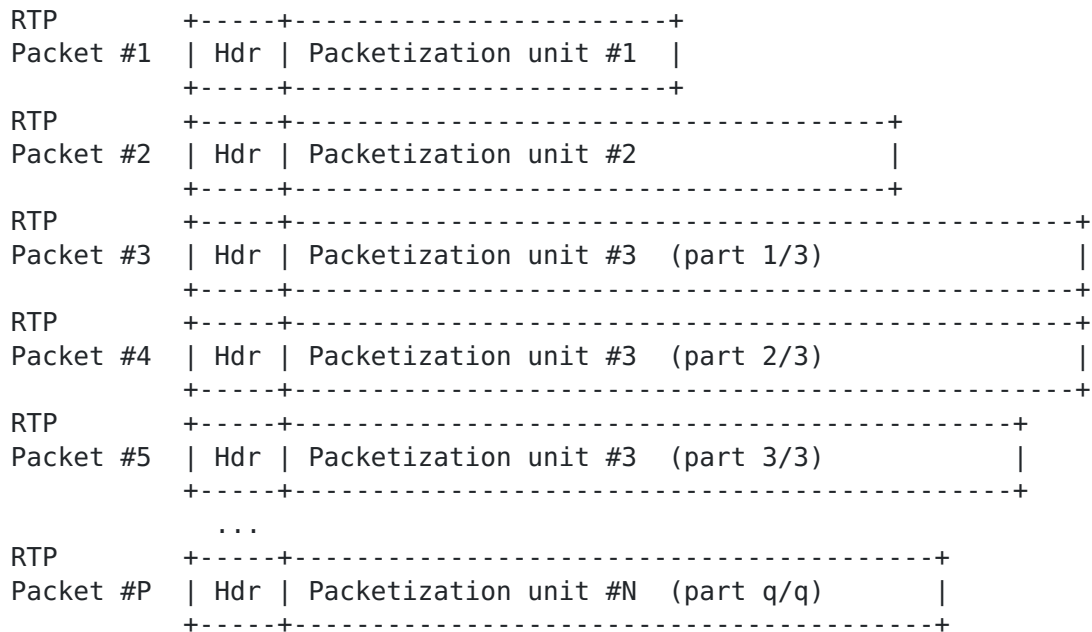 RTP        +-----+------------------------+
Packet #1  | Hdr | Packetization unit #1  |
           +-----+------------------------+
RTP        +-----+--------------------------------------+
Packet #2  | Hdr | Packetization unit #2                |
           +-----+--------------------------------------+
RTP        +-----+--------------------------------------------------+
Packet #3  | Hdr | Packetization unit #3  (part 1/3)                |
           +-----+--------------------------------------------------+
RTP        +-----+--------------------------------------------------+
Packet #4  | Hdr | Packetization unit #3  (part 2/3)                |
           +-----+--------------------------------------------------+
RTP        +-----+----------------------------------------------+
Packet #5  | Hdr | Packetization unit #3  (part 3/3)            |
           +-----+----------------------------------------------+
             ...
RTP        +-----+-----------------------------------------+
Packet #P  | Hdr | Packetization unit #N  (part q/q)       |
           +-----+-----------------------------------------+